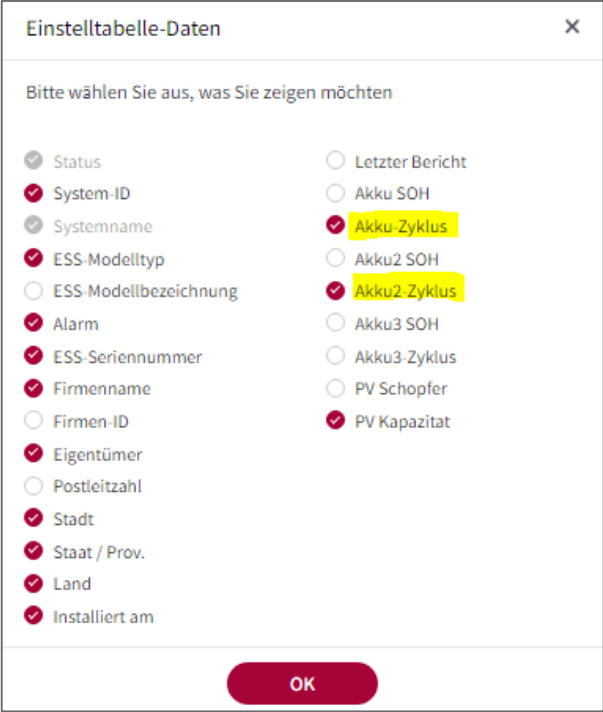 Einstelltabelle-Daten
Bitte wählen Sie aus, was Sie zeigen möchten
Status
System-ID
Systemname
ESS-Modelltyp
ESS-Modellbezeichnung
Alarm
ESS-Seriennummer
Firmenname
Firmen-ID
Eigentümer
Postleitzahl
Stadt
Staat / Prov.
Land
Installiert am
Letzter Bericht
Akku SOH
Akku-Zyklus
Akku2 SOH
Akku2-Zyklus
Akku3 SOH
Akku3-Zyklus
PV Schopfer
PV Kapazitat
OK